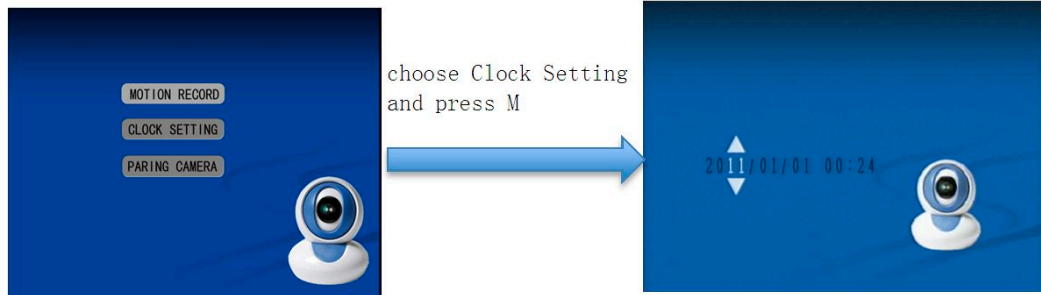 MOTION RECORD
CLOCK SETTING
PARING CAMERA
choose Clock Setting
and press M
2011/01/01 00:24